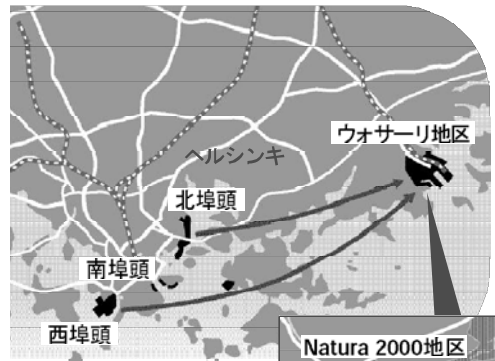 ウォサーリ地区
ヘルシンキ
北埠頭
南埠頭
西埠頭
Natura 2000地区